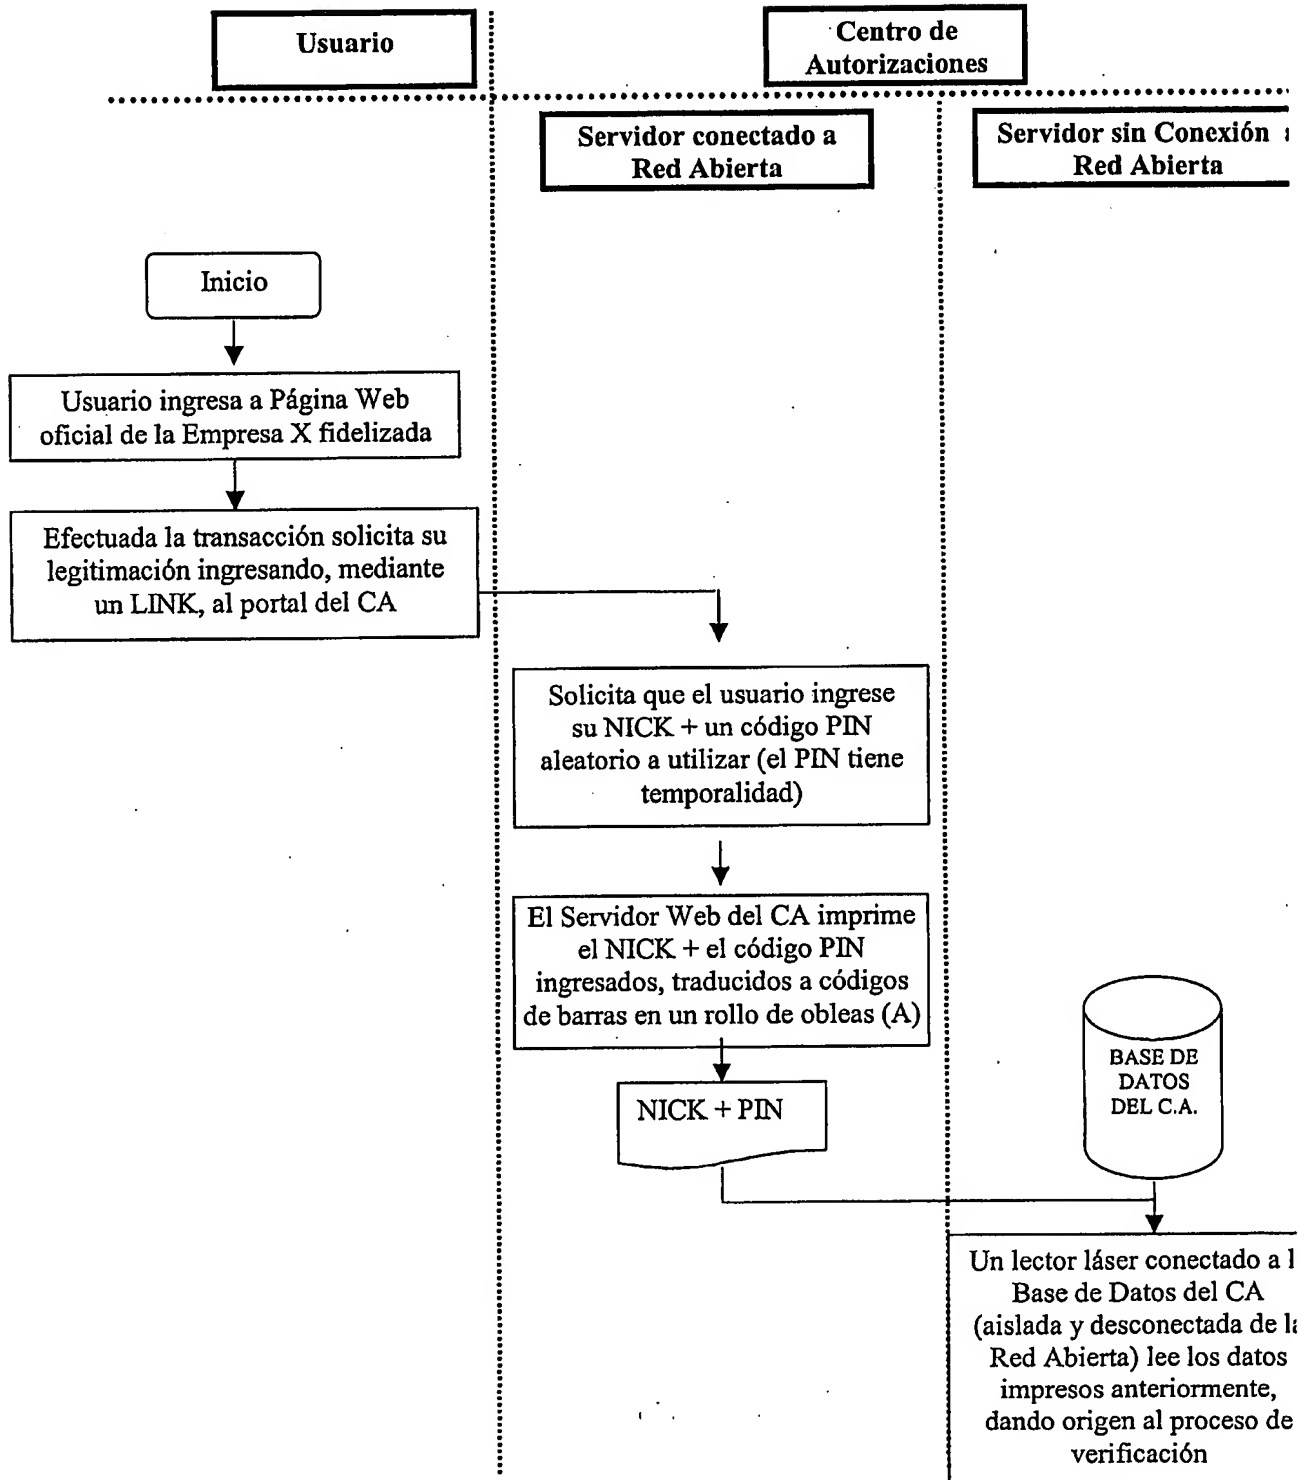 Usuario
Centro de
Autorizaciones
Servidor conectado a
Red Abierta
Servidor sin Conexión
Red Abierta
Inicio
Usuario ingresa a Página Web
oficial de la Empresa X fidelizada
Efectuada la transacción solicita su
legitimación ingresando, mediante
un LINK, al portal del CA
Solicita que el usuario ingrese
su NICK + un código PIN
aleatorio a utilizar (el PIN tiene
temporalidad)
El Servidor Web del CA imprime
el NICK + el código PIN
ingresados, traducidos a códigos
de barras en un rollo de obleas (A)
NICK + PIN
BASE DE
DATOS
DEL C.A.
Un lector láser conectado a
Base de Datos del CA
(aislada y desconectada de
Red Abierta) lee los datos
impresos anteriormente,
dando origen al proceso de
verificación